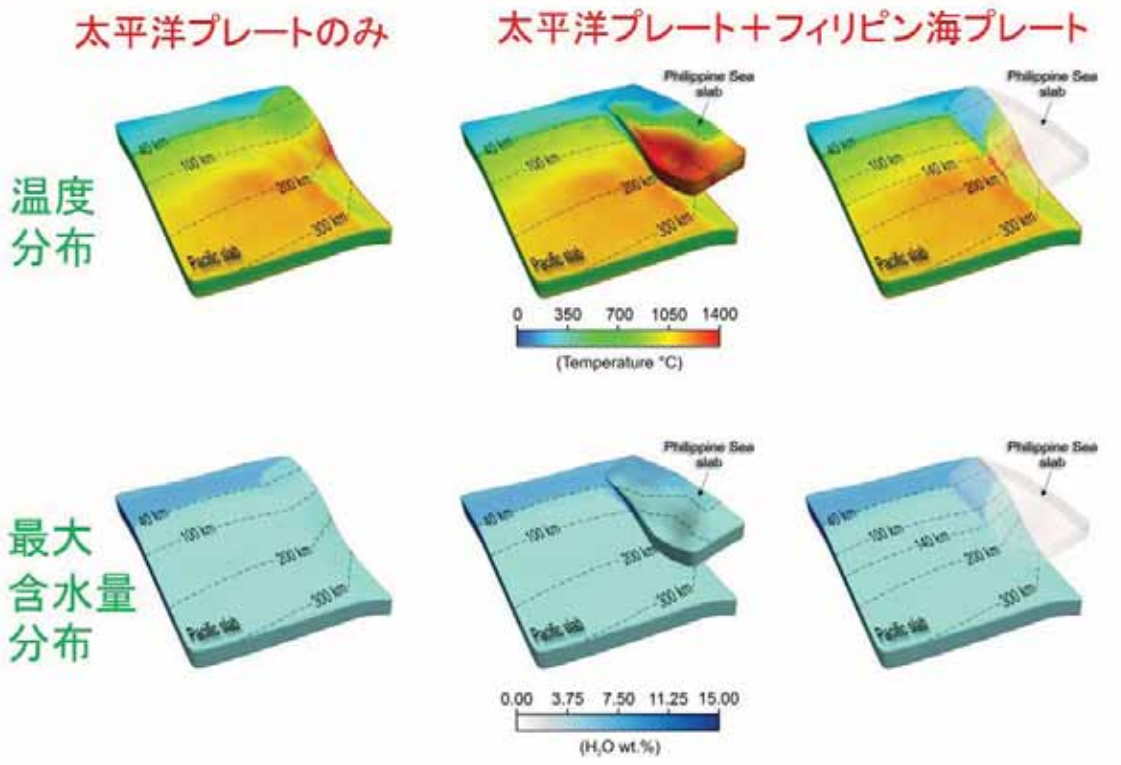 太平洋プレートのみ
太平洋プレート＋フィリピン海プレート
温度
分布
40 km
100 km
200 km
300 km
Pacific slab
Philippine Sea
slab
40 km
100 km
200 km
300 km
Pacific slab
Philippine Sea
slab
40 km
100 km
140 km
200 km
300 km
Pacific slab
0 350 700 1050 1400
(Temperature °C)
最大
含水量
分布
40 km
100 km
200 km
300 km
Pacific slab
Philippine Sea
slab
40 km
100 km
200 km
300 km
Pacific slab
Philippine Sea
slab
40 km
100 km
140 km
200 km
300 km
Pacific slab
0.00 3.75 7.50 11.25 15.00
(H₂O wt.%)